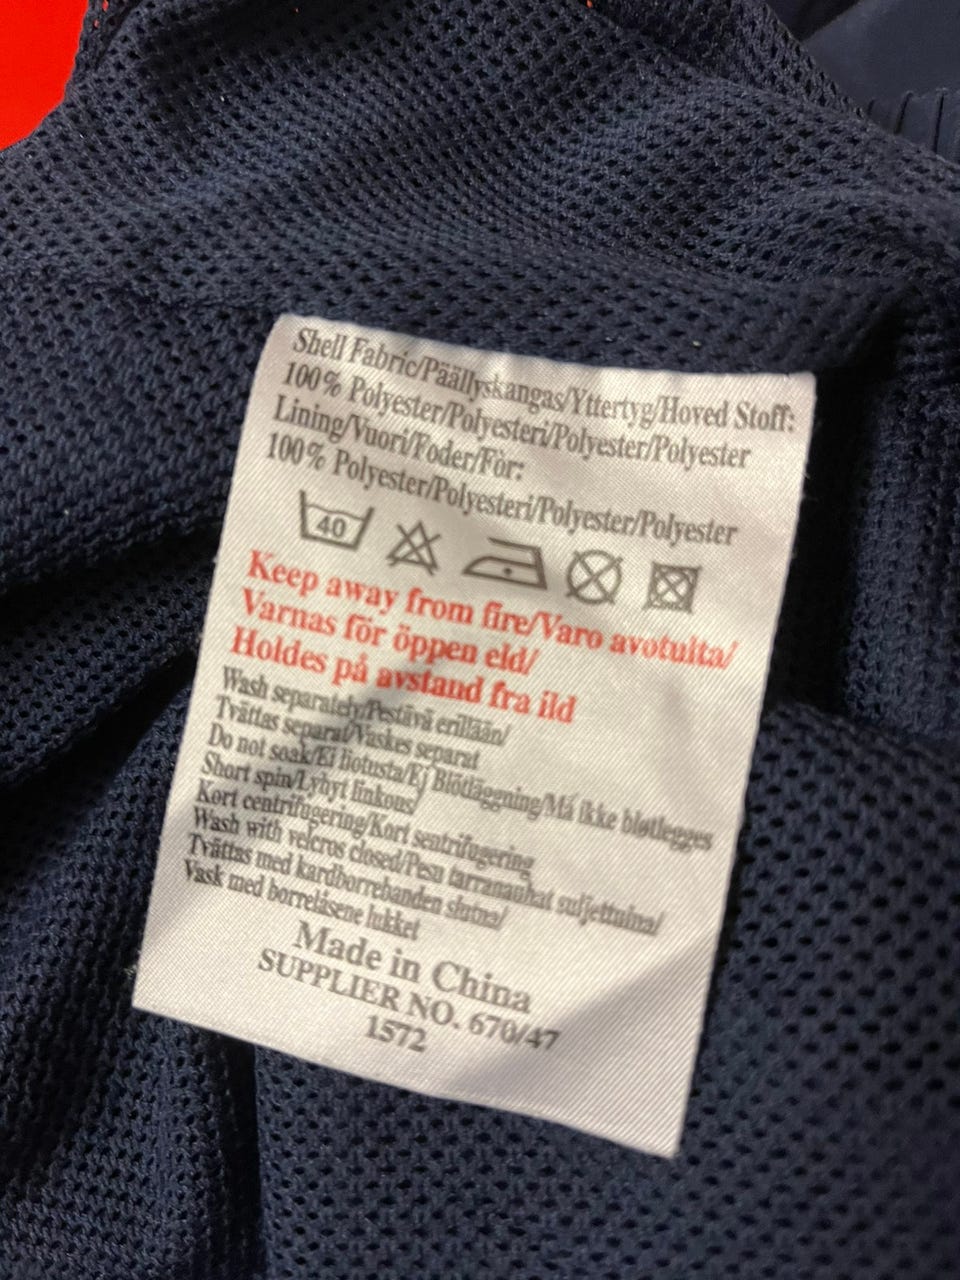 Shell Fabric/Päällyskangas/Yttertyg/Hoved Stoff:
100% Polyester/Polyesteri/Polyester/Polyester
Lining/Vuori/Foder/Fòr:
100% Polyester/Polyesteri/Polyester/Polyester
40
Keep away from fire/Varo avotulta/
Varnas för öppen eld/
Holdes på avstand fra ild
Wash separately/Pestävä erillään/
Tvättas separat/Vaskes separat
Do not soak/Ei liotusta/Ej Blötläggning/Må ikke bløtlegges
Short spin/Lyhyt linkous/
Kort centrifugering/Kort sentrifugering
Wash with velcros closed/Pesu tarranauhat suljettuina/
Tvättas med kardborrebanden slutna/
Vask med borrelåsene lukket
Made in China
SUPPLIER NO. 670/47
1572